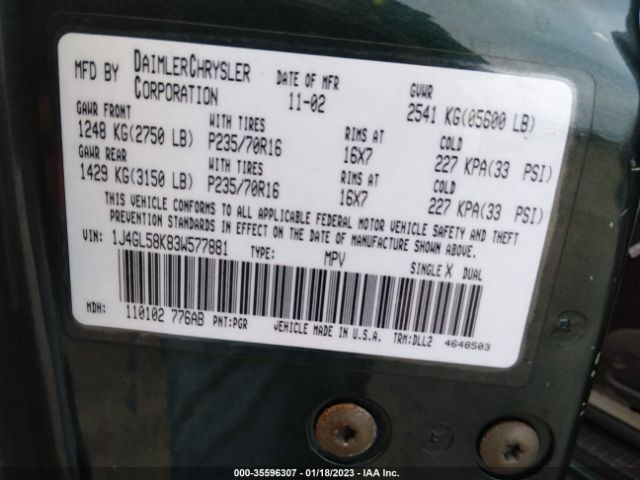 MFD BY DAIMLERCHRYSLER CORPORATION DATE OF MFR 11-02 GVWR 2541 KG(05600 LB)
GAWR FRONT WITH TIRES RIMS AT COLD
1248 KG(2750 LB) P235/70R16 16X7 227 KPA(33 PSI)
GAWR REAR WITH TIRES RIMS AT COLD
1429 KG(3150 LB) P235/70R16 16X7 227 KPA(33 PSI)
THIS VEHICLE CONFORMS TO ALL APPLICABLE FEDERAL MOTOR VEHICLE SAFETY AND THEFT
PREVENTION STANDARDS IN EFFECT ON THE DATE OF MANUFACTURE SHOWN ABOVE.
VIN: 1J4GL58KB3W577881 TYPE: MPV SINGLE X DUAL
MDH: 110102 776AB PNT:PGR VEHICLE MADE IN U.S.A. TRM:DLL2 4648503
000-35596307 - 01/18/2023 - IAA Inc.